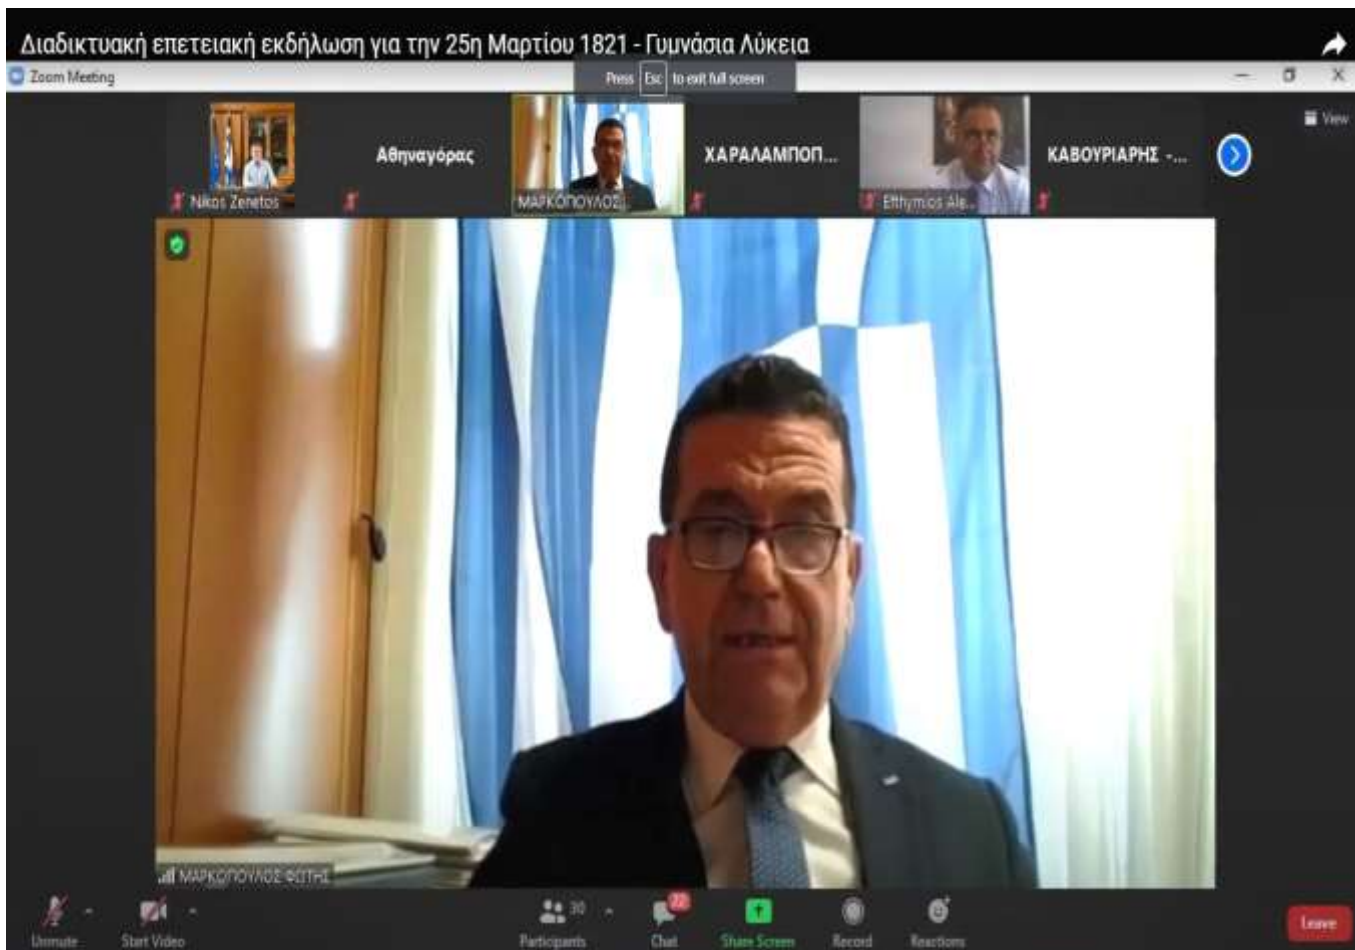 Διαδικτυακή επετειακή εκδήλωση για την 25η Μαρτίου 1821 - Γυμνάσια Λύκεια
Zoom Meeting
Press Esc to exit full screen
View
Αθηναγόρας
ΧΑΡΑΛΑΜΠΟΠ...
ΚΑΒΟΥΡΙΑΡΗΣ -...
Nikos Zenetos
ΜΑΡΚΟΠΟΥΛΟΣ...
Efthymios Ale...
ΜΑΡΚΟΠΟΥΛΟΣ ΦΩΤΗΣ
30
22
Unmute
Start Video
Participants
Chat
Share Screen
Record
Reactions
Leave